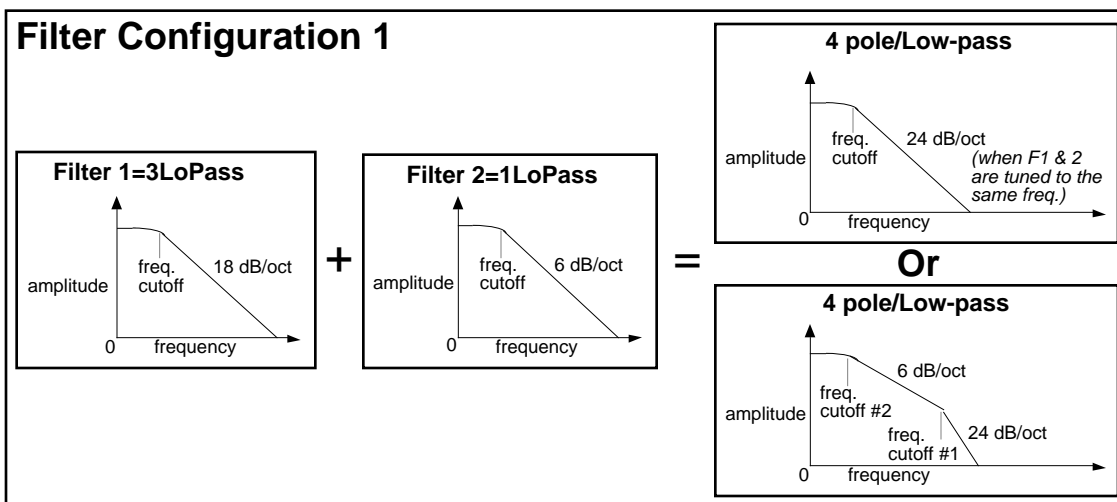 Filter Configuration 1
Filter 1=3LoPass
amplitude
freq.
cutoff
18 dB/oct
0
frequency
+
Filter 2=1LoPass
amplitude
freq.
cutoff
6 dB/oct
0
frequency
=
4 pole/Low-pass
amplitude
freq.
cutoff
24 dB/oct
(when F1 & 2
are tuned to the
same freq.)
0
frequency
Or
4 pole/Low-pass
6 dB/oct
amplitude
freq.
cutoff #2
freq.
cutoff #1
24 dB/oct
0
frequency